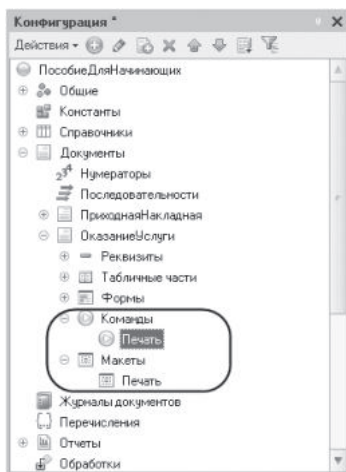 Конфигурация *
Действия
ПособиеДляНачинающих
Общие
Константы
Справочники
Документы
Нумераторы
Последовательности
ПриходнаяНакладная
ОказаниеУслуги
Реквизиты
Табличные части
Формы
Команды
Печать
Макеты
Печать
Журналы документов
Перечисления
Отчеты
Обработки